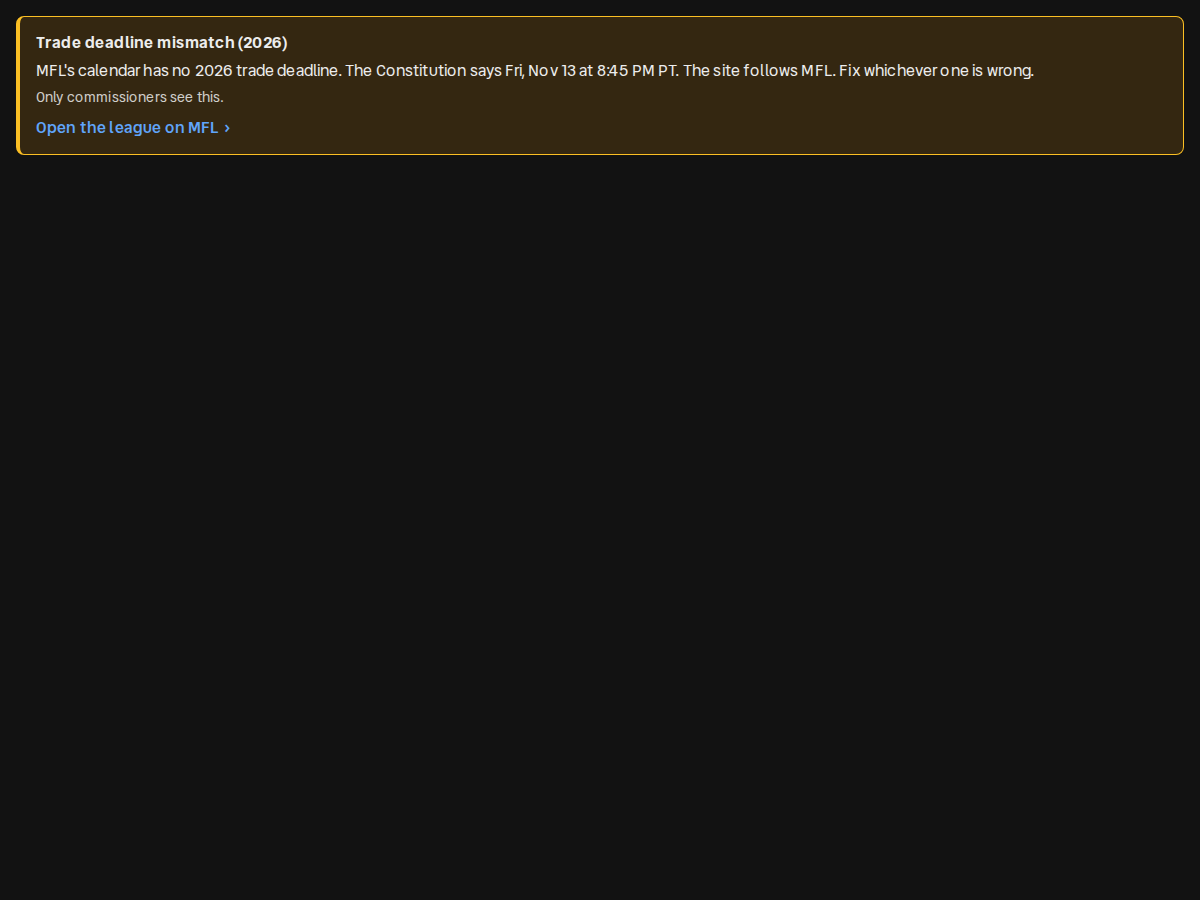 Trade deadline mismatch (2026)
MFL's calendar has no 2026 trade deadline. The Constitution says Fri, Nov 13 at 8:45 PM PT. The site follows MFL. Fix whichever one is wrong.
Only commissioners see this.
Open the league on MFL ›